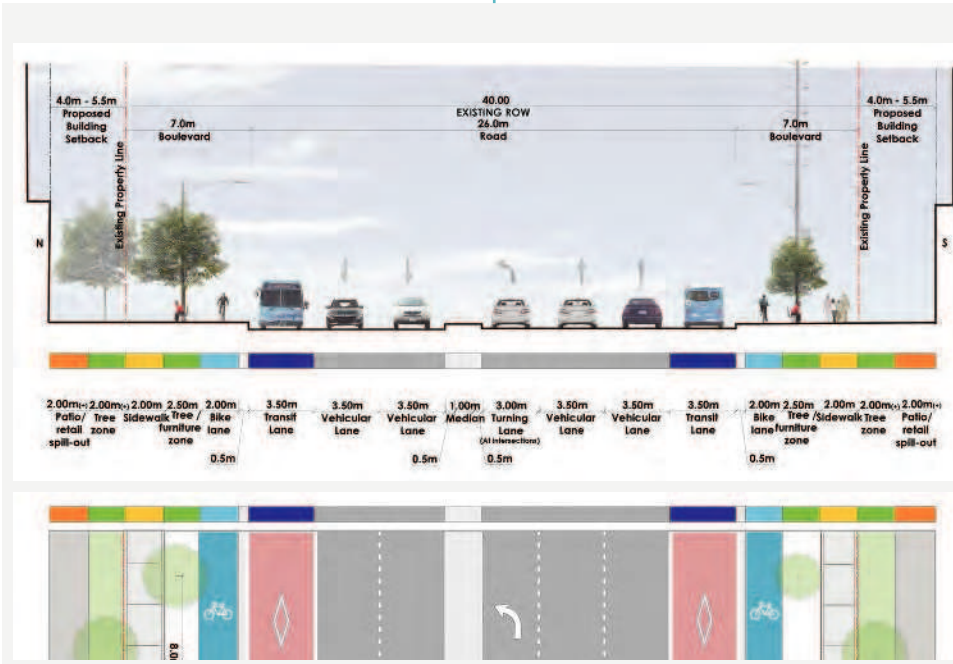 4.0m - 5.5m
Proposed
Building
Setback
7.0m
Boulevard
Existing Property Line
40.00
EXISTING ROW
26.0m
Road
7.0m
Boulevard
Existing Property Line
4.0m - 5.5m
Proposed
Building
Setback
N
S
2.00m(+)
Patio/
retail
spill-out
2.00m(+)
Tree
zone
2.00m
Sidewalk
2.50m
Tree /
furniture
zone
2.00m
Bike
lane
0.5m
3.50m
Transit
Lane
3.50m
Vehicular
Lane
3.50m
Vehicular
Lane
0.5m
1.00m
Median
0.5m
3.00m
Turning
Lane
(At intersections)
3.50m
Vehicular
Lane
3.50m
Vehicular
Lane
3.50m
Transit
Lane
0.5m
2.00m
Bike
lane
2.50m
Tree /
furniture
zone
2.00m
Sidewalk
2.00m(+)
Tree
zone
2.00m(+)
Patio/
retail
spill-out